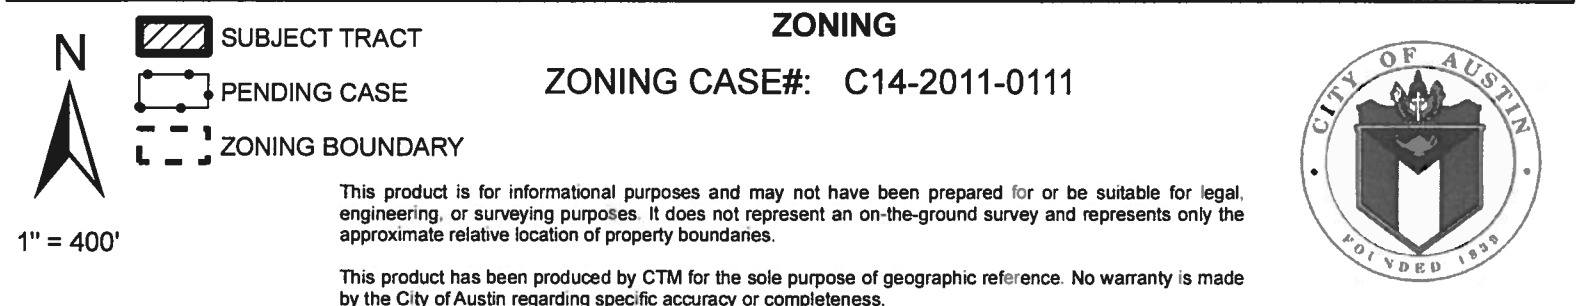 ZONING
ZONING CASE#: C14-2011-0111
N
1" = 400'
SUBJECT TRACT
PENDING CASE
ZONING BOUNDARY
This product is for informational purposes and may not have been prepared for or be suitable for legal,
engineering, or surveying purposes. It does not represent an on-the-ground survey and represents only the
approximate relative location of property boundaries.
This product has been produced by CTM for the sole purpose of geographic reference. No warranty is made
by the City of Austin regarding specific accuracy or completeness.
CITY OF AUSTIN
FOUNDED 1839